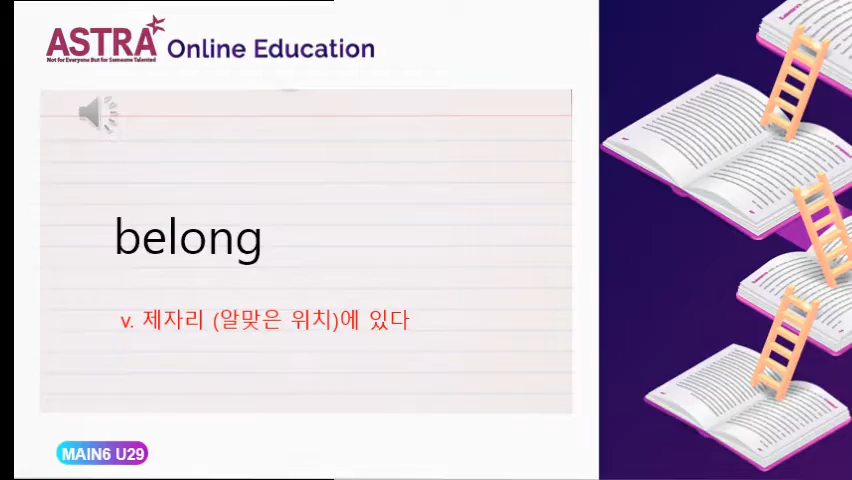 ASTRA
Not for Everyone But for Someone Talented
Online Education
belong
v. 제자리 (알맞은 위치)에 있다
MAIN6 U29